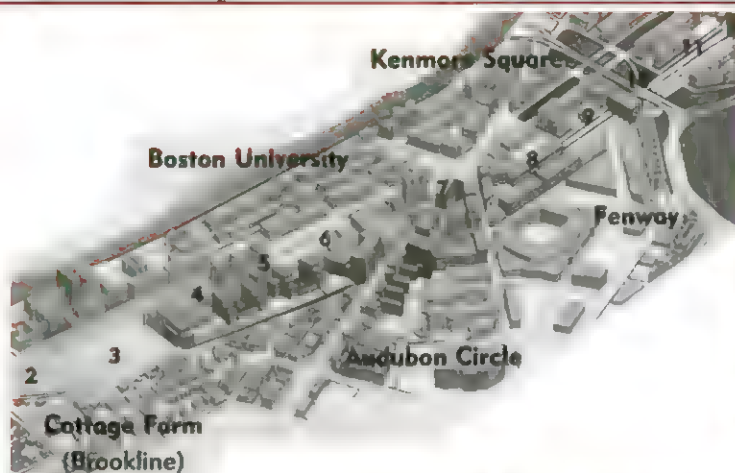 Kenmore Square
11
10
9
Boston University
8
7
Fenway
6
5
4
3
Audubon Circle
2
Cottage Farm
(Brookline)